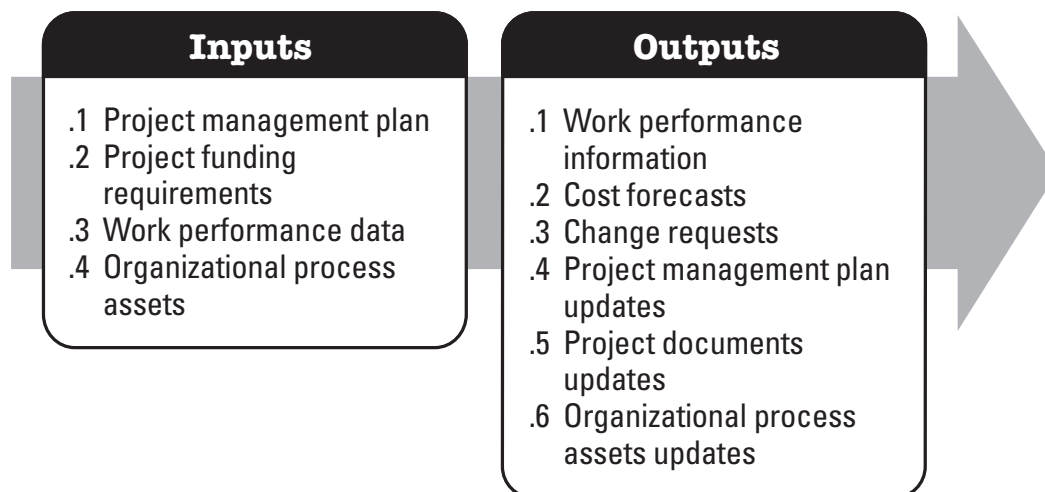 Inputs
.1 Project management plan
.2 Project funding
requirements
.3 Work performance data
.4 Organizational process
assets
Outputs
.1 Work performance
information
.2 Cost forecasts
.3 Change requests
.4 Project management plan
updates
.5 Project documents
updates
.6 Organizational process
assets updates